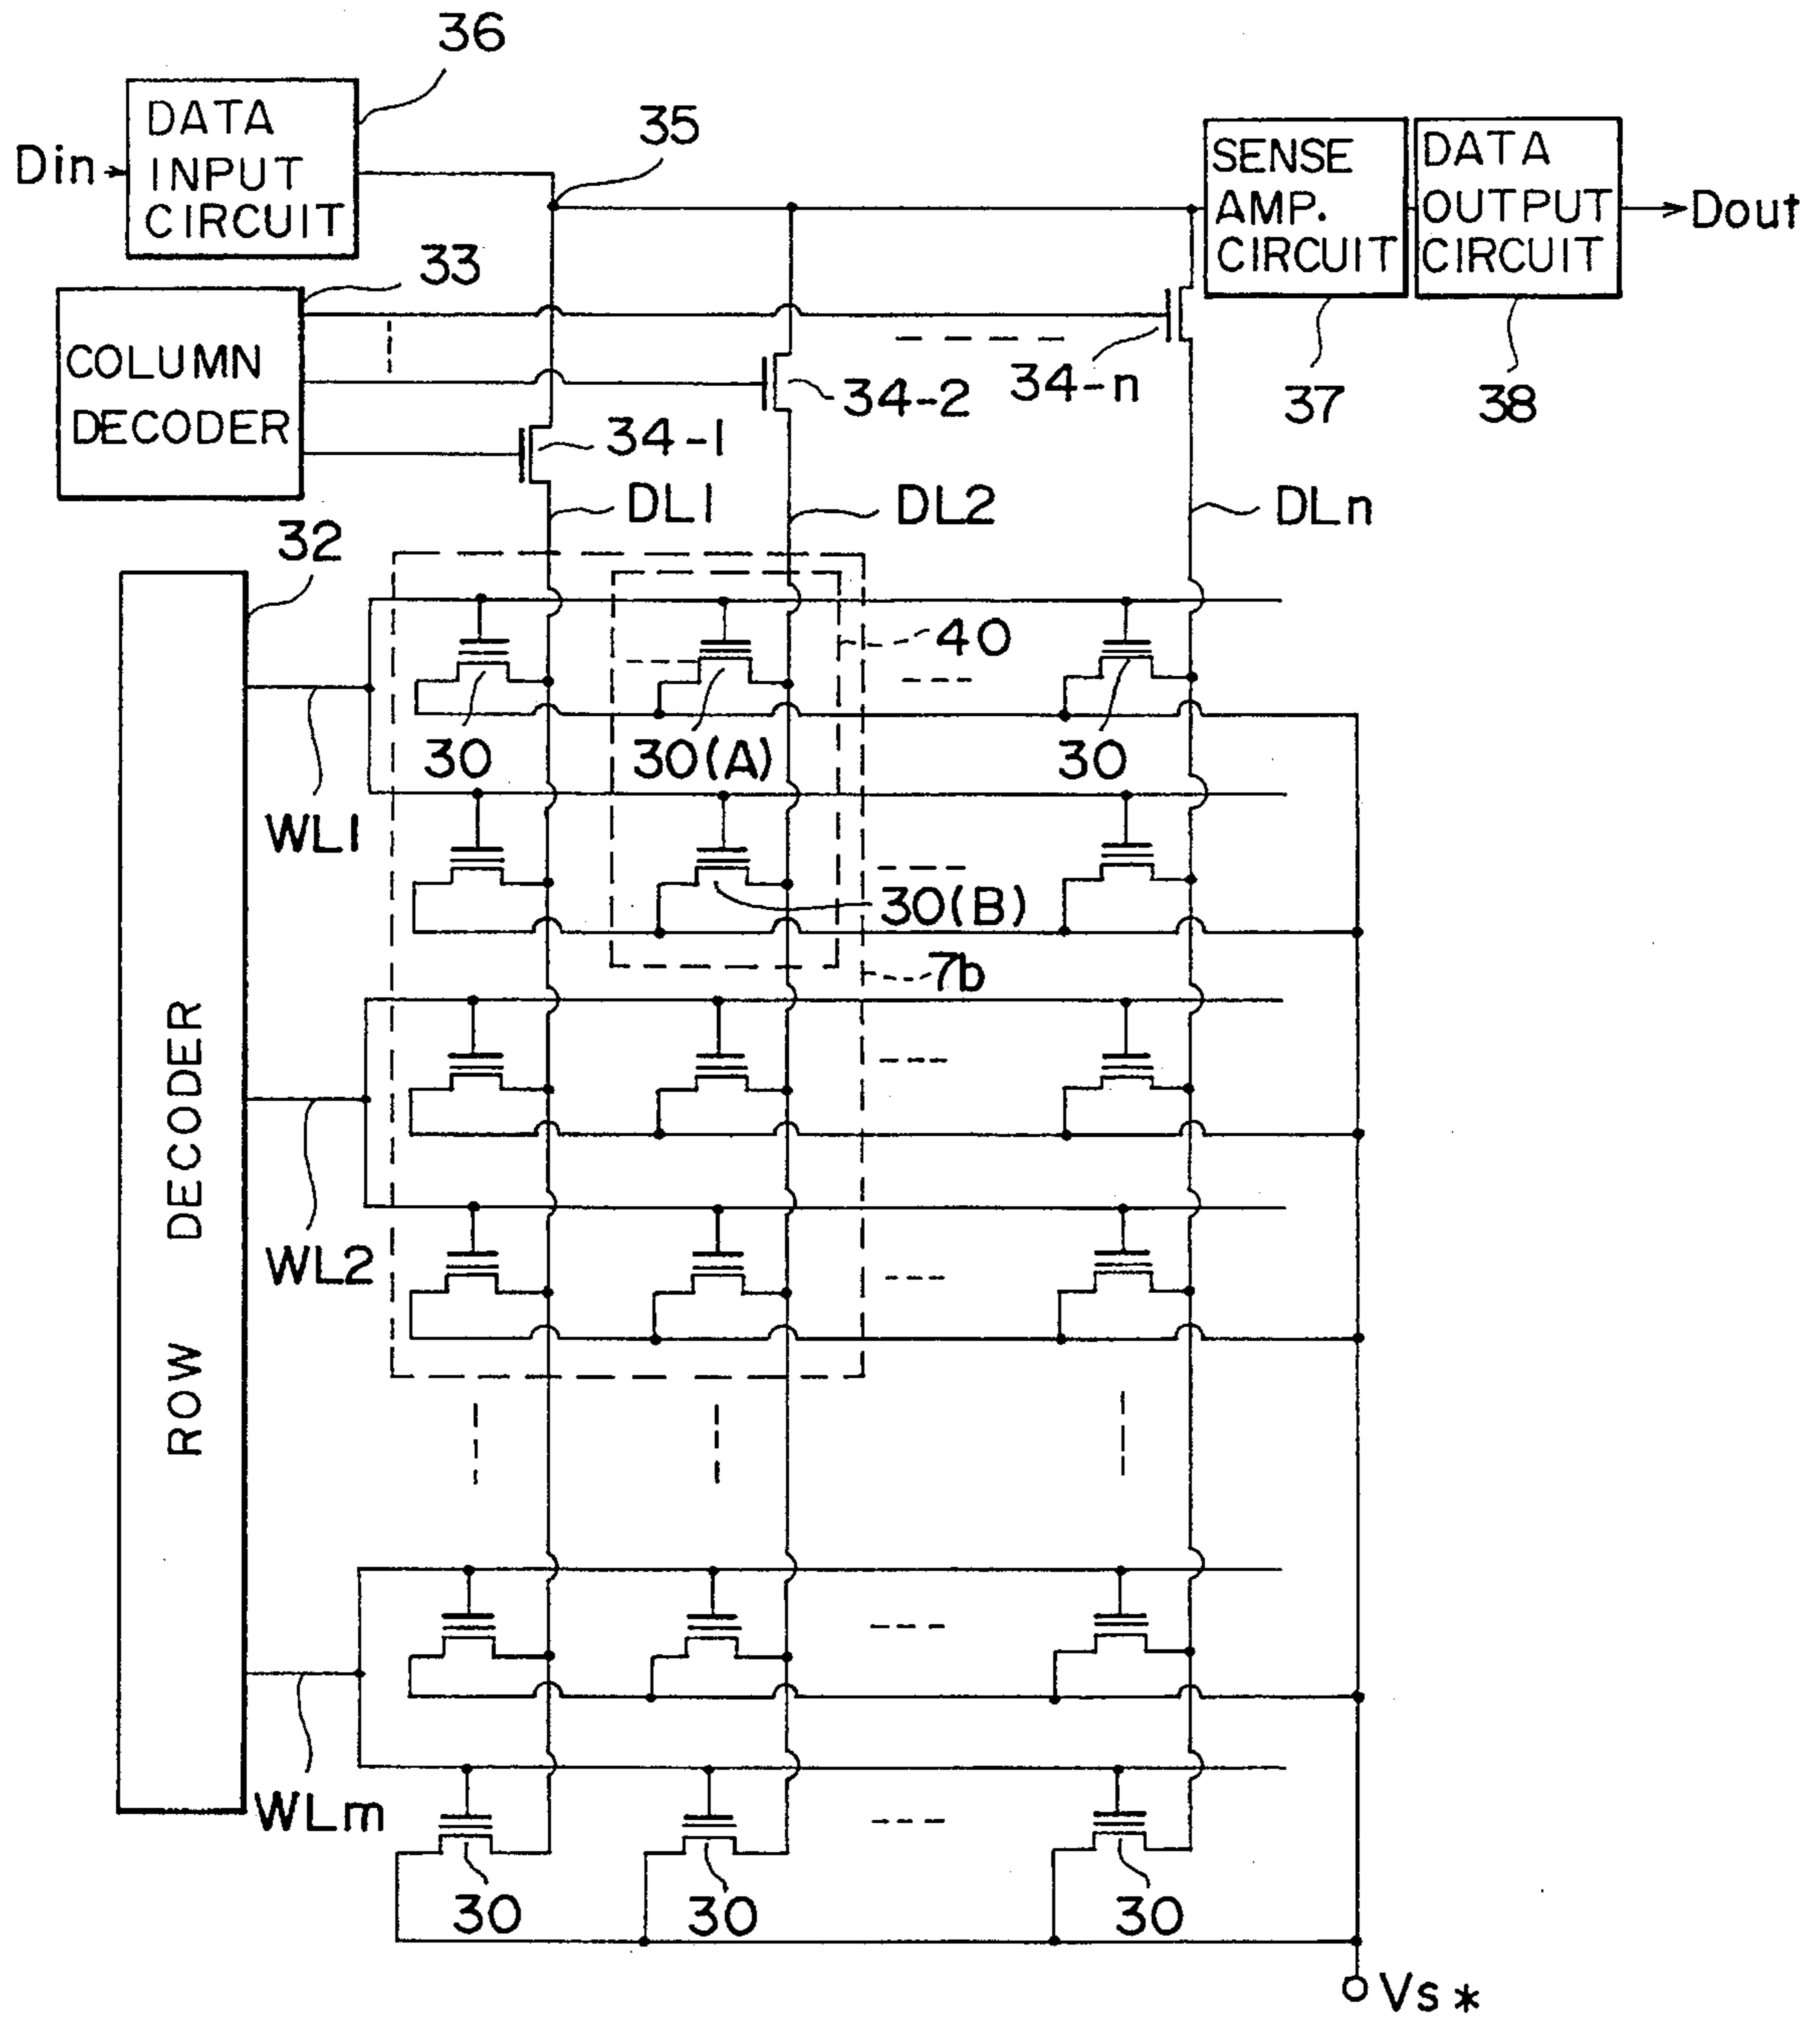 36
DATA
INPUT
CIRCUIT
Din
35
SENSE
AMP.
CIRCUIT
DATA
OUTPUT
CIRCUIT
Dout
33
COLUMN
DECODER
34-1
34-2
34-n
37
38
DL1
DL2
DLn
32
40
30
30(A)
30
WL1
30(B)
7b
ROW DECODER
WL2
WLm
30
30
30
Vs*